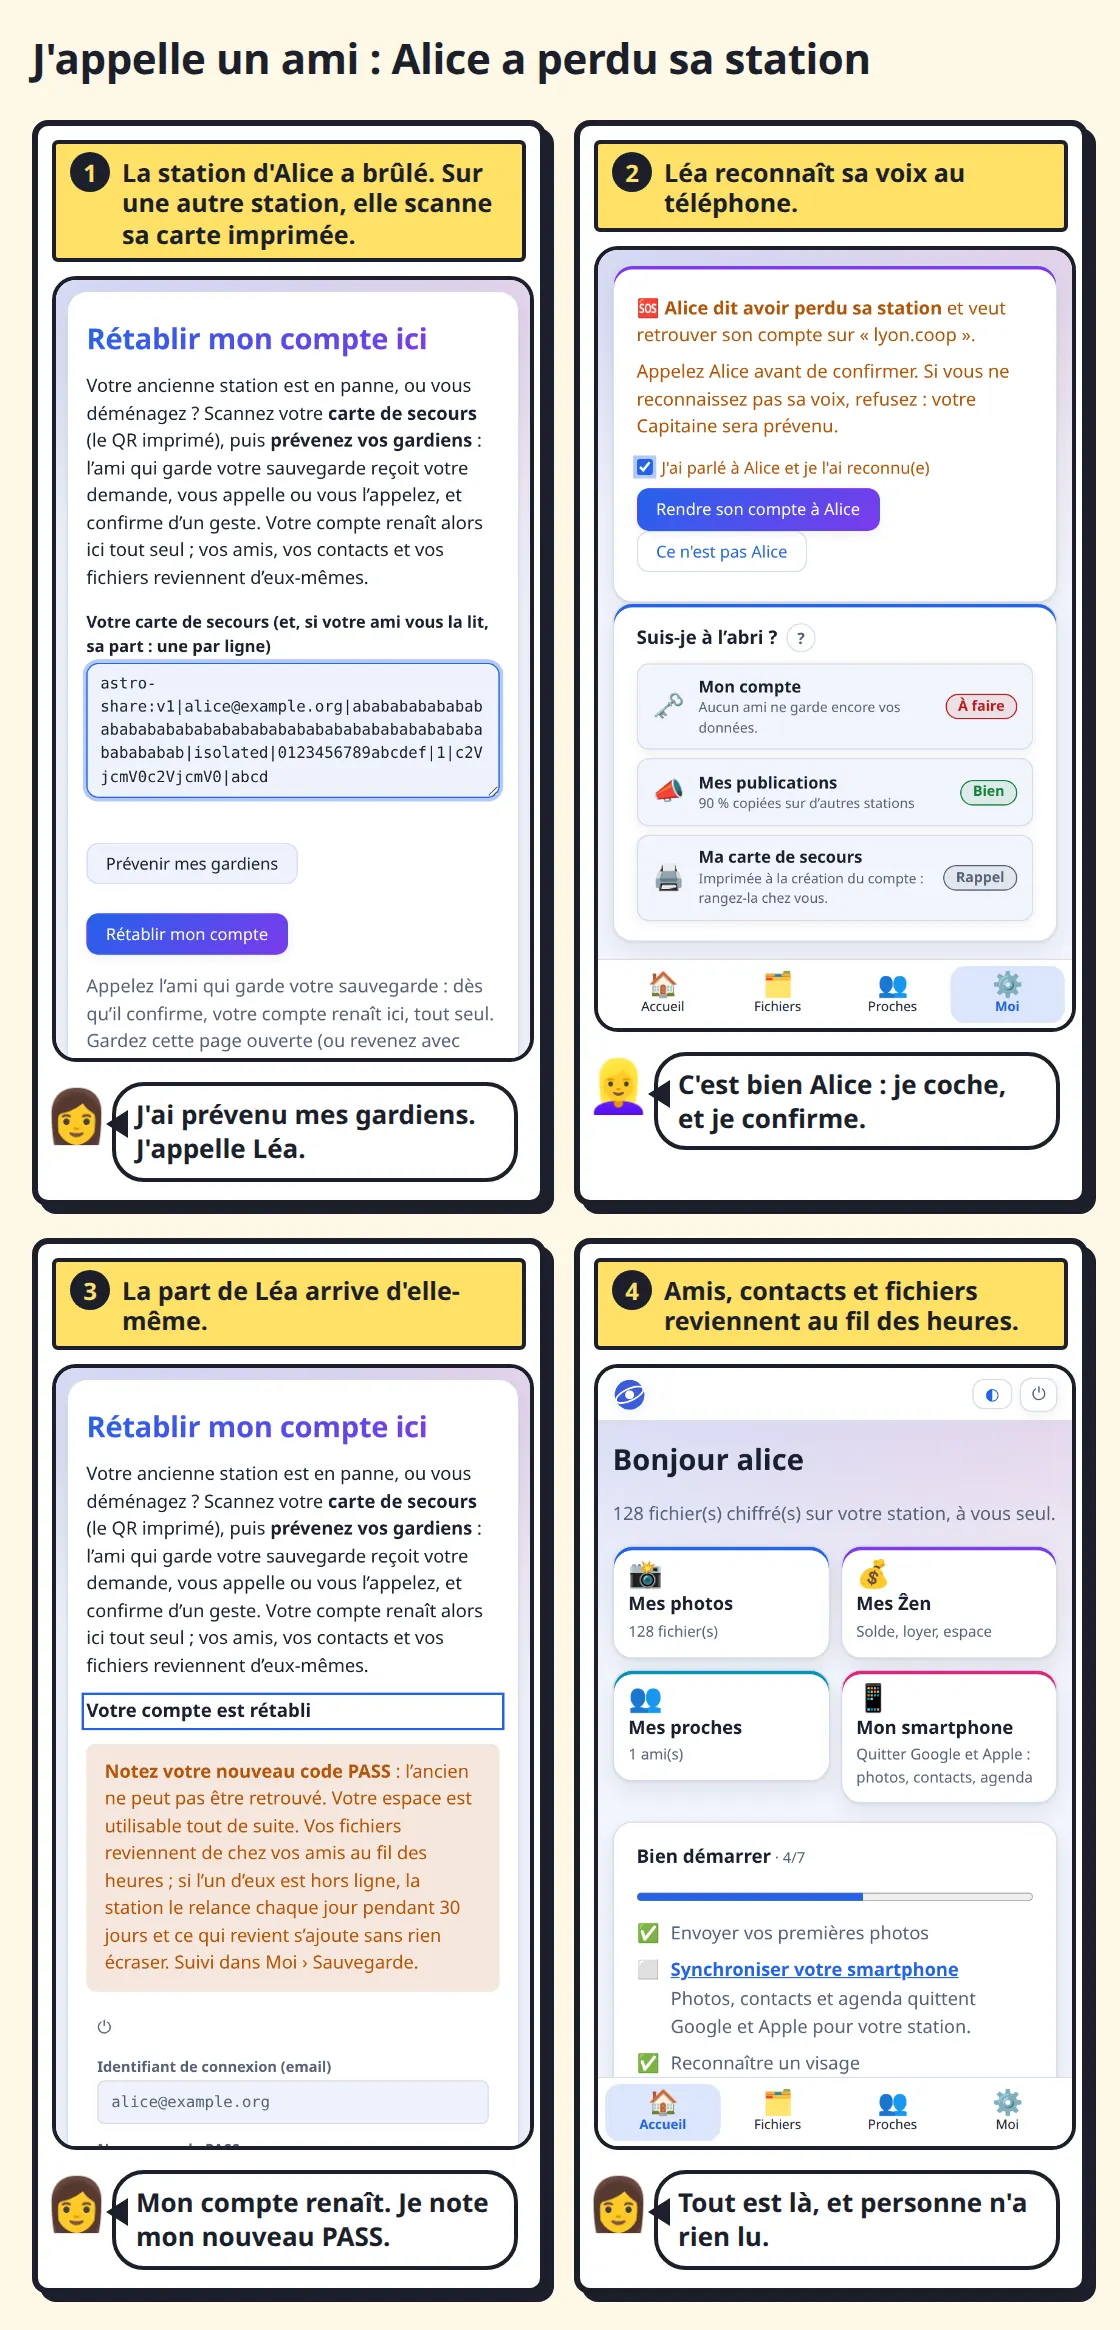 J'appelle un ami : Alice a perdu sa station
1 La station d'Alice a brûlé. Sur
une autre station, elle scanne
sa carte imprimée.
Rétablir mon compte ici
Votre ancienne station est en panne, ou vous
déménagez ? Scannez votre carte de secours
(le QR imprimé), puis prévenez vos gardiens :
l’ami qui garde votre sauvegarde reçoit votre
demande, vous appelle ou vous l’appelez, et
confirme d’un geste. Votre compte renaît alors
ici tout seul ; vos amis, vos contacts et vos
fichiers reviennent d’eux-mêmes.
Votre carte de secours (et, si votre ami vous la lit,
sa part : une par ligne)
astro-
share:v1|alice@example.org|ababababababab
ababababababababababababababababababababa
babababab|isolated|0123456789abcdef|1|c2V
jcmV0c2VjcmV0|abcd
Prévenir mes gardiens
Rétablir mon compte
Appelez l’ami qui garde votre sauvegarde : dès
qu’il confirme, votre compte renaît ici, tout seul.
Gardez cette page ouverte (ou revenez avec
J'ai prévenu mes gardiens.
J'appelle Léa.
2 Léa reconnaît sa voix au
téléphone.
SOS Alice dit avoir perdu sa station et veut
retrouver son compte sur « lyon.coop ».
Appelez Alice avant de confirmer. Si vous ne
reconnaissez pas sa voix, refusez : votre
Capitaine sera prévenu.
J'ai parlé à Alice et je l'ai reconnu(e)
Rendre son compte à Alice
Ce n'est pas Alice
Suis-je à l’abri ? ?
Mon compte
Aucun ami ne garde encore vos
données.
À faire
Mes publications
90 % copiées sur d’autres stations
Bien
Ma carte de secours
Imprimée à la création du compte :
rangez-la chez vous.
Rappel
Accueil Fichiers Proches Moi
C'est bien Alice : je coche,
et je confirme.
3 La part de Léa arrive d'elle-
même.
Rétablir mon compte ici
Votre ancienne station est en panne, ou vous
déménagez ? Scannez votre carte de secours
(le QR imprimé), puis prévenez vos gardiens :
l’ami qui garde votre sauvegarde reçoit votre
demande, vous appelle ou vous l’appelez, et
confirme d’un geste. Votre compte renaît alors
ici tout seul ; vos amis, vos contacts et vos
fichiers reviennent d’eux-mêmes.
Votre compte est rétabli
Notez votre nouveau code PASS : l’ancien
ne peut pas être retrouvé. Votre espace est
utilisable tout de suite. Vos fichiers
reviennent de chez vos amis au fil des
heures ; si l’un d’eux est hors ligne, la
station le relance chaque jour pendant 30
jours et ce qui revient s’ajoute sans rien
écraser. Suivi dans Moi › Sauvegarde.
Identifiant de connexion (email)
alice@example.org
Mon compte renaît. Je note
mon nouveau PASS.
4 Amis, contacts et fichiers
reviennent au fil des heures.
Bonjour alice
128 fichier(s) chiffré(s) sur votre station, à vous seul.
Mes photos
128 fichier(s)
Mes Ẑen
Solde, loyer, espace
Mes proches
1 ami(s)
Mon smartphone
Quitter Google et Apple :
photos, contacts, agenda
Bien démarrer · 4/7
Envoyer vos premières photos
Synchroniser votre smartphone
Photos, contacts et agenda quittent
Google et Apple pour votre station.
Reconnaître un visage
Accueil Fichiers Proches Moi
Tout est là, et personne n'a
rien lu.